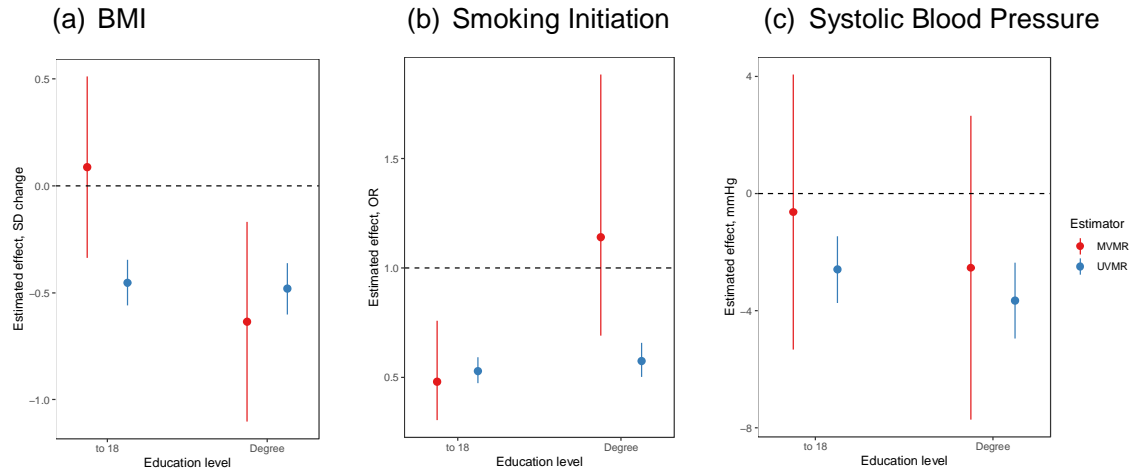 (a) BMI
(b) Smoking Initiation
(c) Systolic Blood Pressure
Estimated effect, SD change
0.5
0.0
−0.5
−1.0
to 18
Degree
Education level
Estimated effect, OR
1.5
1.0
0.5
to 18
Degree
Education level
Estimated effect, mmHg
4
0
−4
−8
to 18
Degree
Education level
Estimator
MVMR
UVMR